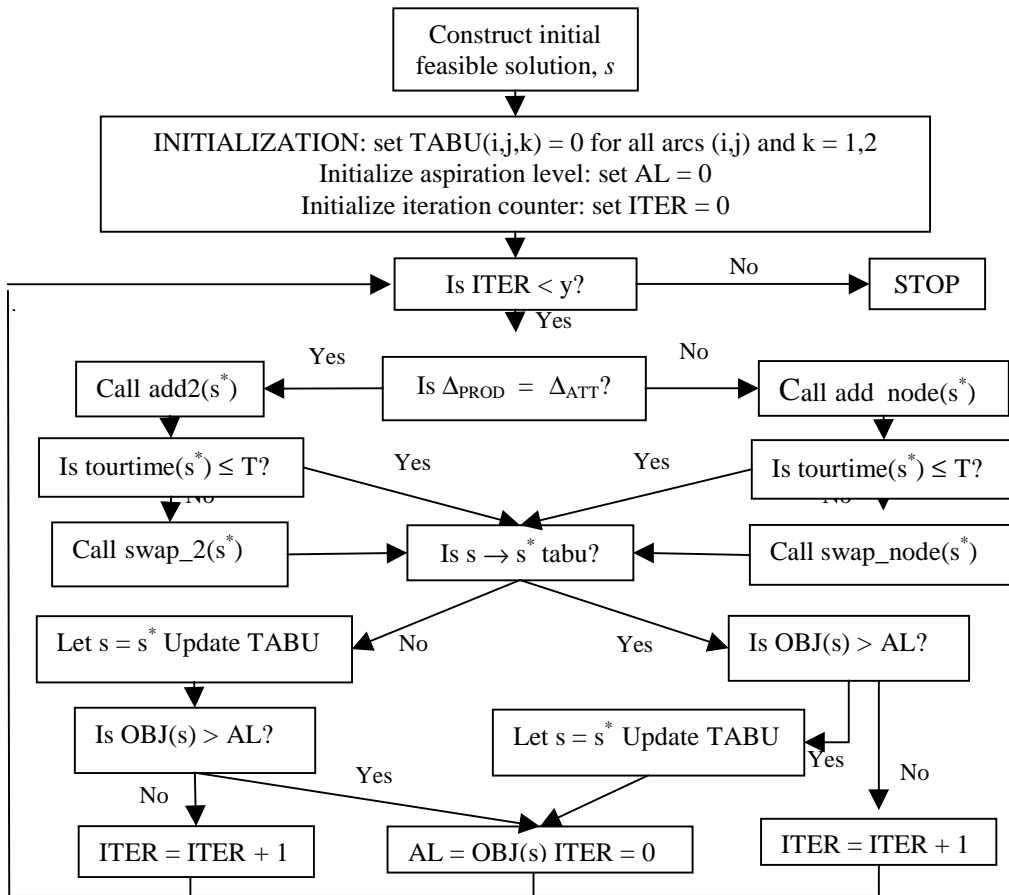 Construct initial
feasible solution, s
INITIALIZATION: set TABU(i,j,k) = 0 for all arcs (i,j) and k = 1,2
Initialize aspiration level: set AL = 0
Initialize iteration counter: set ITER = 0
Is ITER < y?
No
STOP
Yes
Yes
Is Δ_PROD = Δ_ATT?
No
Call add2(s*)
Call add_node(s*)
Is tourtime(s*) ≤ T?
Yes
Yes
Is tourtime(s*) ≤ T?
No
No
Call swap_2(s*)
Is s → s* tabu?
Call swap_node(s*)
Let s = s* Update TABU
No
Yes
Is OBJ(s) > AL?
Is OBJ(s) > AL?
Let s = s* Update TABU
Yes
Yes
No
No
ITER = ITER + 1
AL = OBJ(s) ITER = 0
ITER = ITER + 1